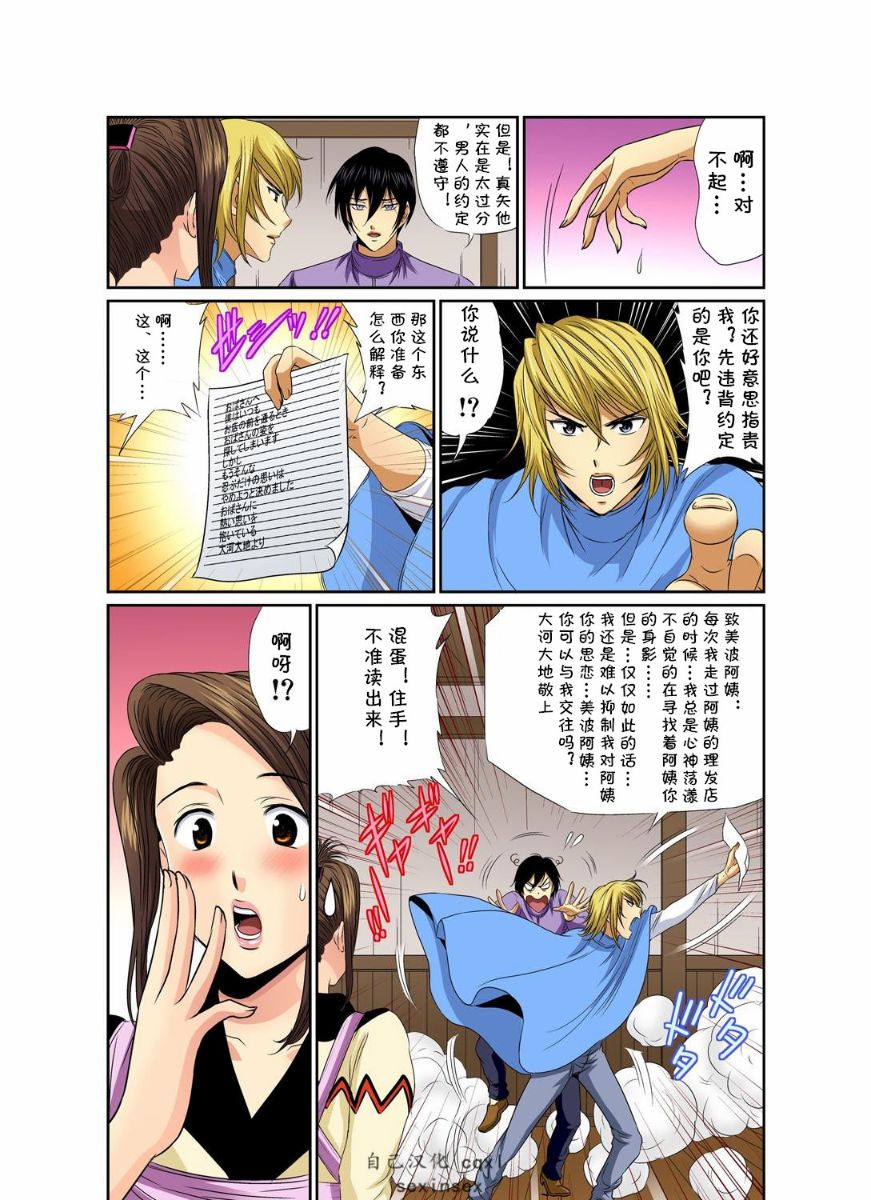 啊…对
不起…
但是！真矢他
实在是太过分
，男人的约定
都不遵守！
你还好意思指责
我？先违背约定
的是你吧？
你说什么！？
那这个东
西你准备
怎么解释？
ビシッ！！
おばさんへ
僕はいつも
お店の前を通るとき
おばさんの姿を
探してしまいます
しかし
もうそんな
忍ぶだけの思いは
やめようと決めました
おばさんに
熱い思いを
抱いている
大河大地より
啊……
这、这个…
致美波阿姨…
每次我走过阿姨的理发店
的时候…我总是心神荡漾
不自觉的在寻找着阿姨你
的身影……
但是…仅仅如此的话…
我还是难以抑制我对阿姨
你的思恋…美波阿姨…
你可以与我交往吗？
大河大地敬上
混蛋！住手！
不准读出来！
ギャギャ！！
ドタドタ
啊呀！？
自己汉化 cqxl
sexinsex